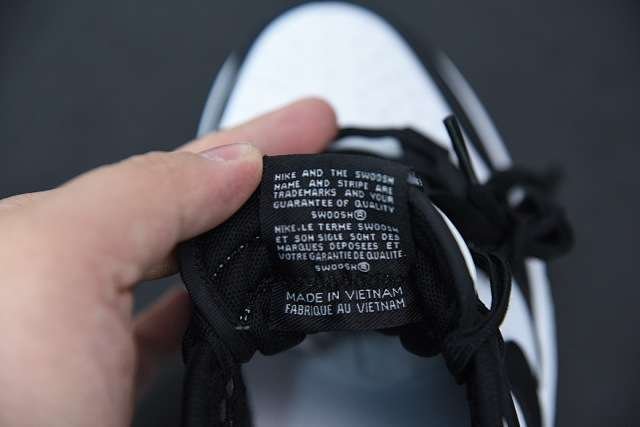 NIKE AND THE SWOOSH
NAME AND STRIPE ARE
TRADEMARKS AND YOUR
GUARANTEE OF QUALITY
SWOOSH®
NIKE.LE TERME SWOOSH
ET SON SIGLE SONT DES
MARQUES DEPOSEES ET
VOTRE GARANTIE DE QUALITE
SWOOSH®
MADE IN VIETNAM
FABRIQUE AU VIETNAM